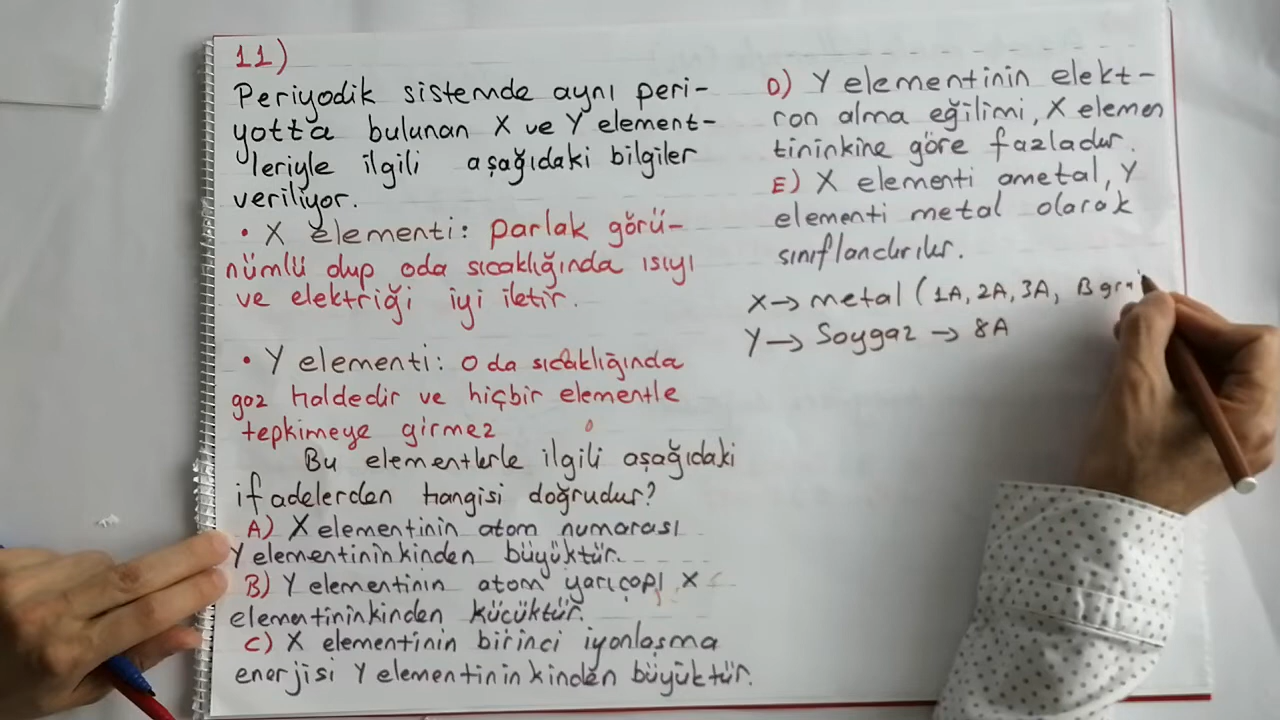 11)
Periyodik sistemde aynı peri-
yotta bulunan X ve Y element-
leriyle ilgili aşağıdaki bilgiler
veriliyor.
• X elementi: parlak görü-
nümlü olup oda sıcaklığında ısıyı
ve elektriği iyi iletir.
• Y elementi: Oda sıcaklığında
gaz haldedir ve hiçbir elementle
tepkimeye girmez
Bu elementlerle ilgili aşağıdaki
ifadelerden hangisi doğrudur?
A) X elementinin atom numarası
Y elementininkinden büyüktür.
B) Y elementinin atom yarıçapı X
elementininkinden küçüktür.
C) X elementinin birinci iyonlaşma
enerjisi Y elementininkinden büyüktür.
D) Y elementinin elekt-
ron alma eğilimi, X elemen
tininkine göre fazladır.
E) X elementi ametal, Y
elementi metal olarak
sınıflandırılır.
X→ metal (1A, 2A, 3A, B
Y→ Soygaz → 8A